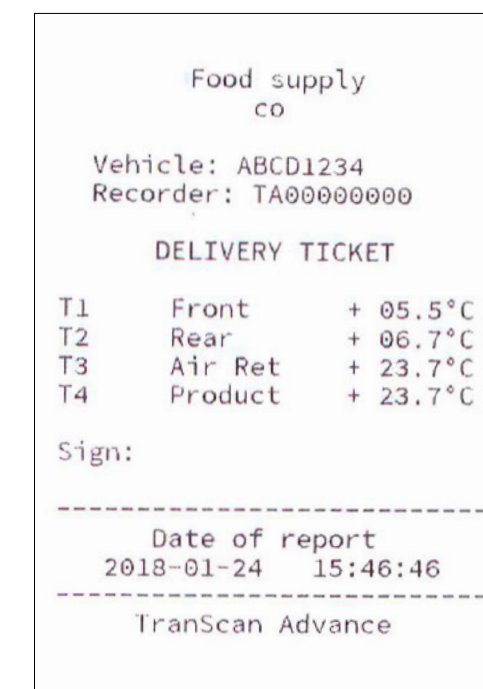 Food supply
co
Vehicle: ABCD1234
Recorder: TA00000000
DELIVERY TICKET
T1 Front + 05.5°C
T2 Rear + 06.7°C
T3 Air Ret + 23.7°C
T4 Product + 23.7°C
Sign:
--------------------------
Date of report
2018-01-24 15:46:46
--------------------------
TranScan Advance